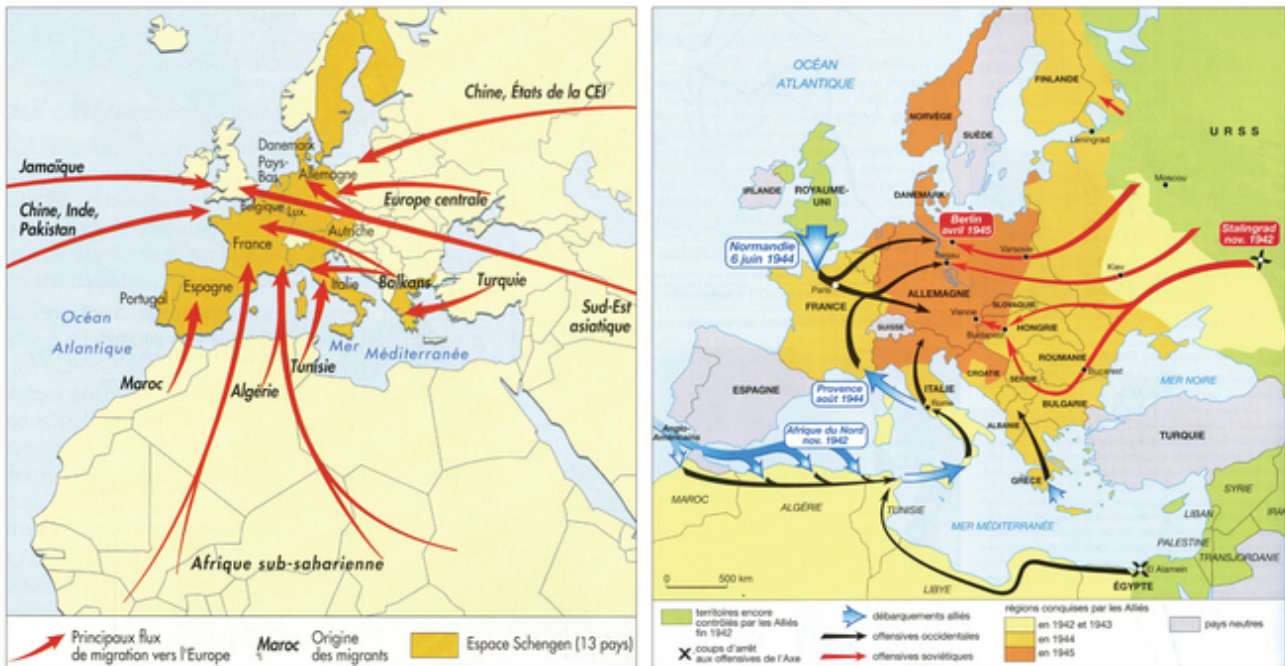 Chine, États de la CEI
Danemark
Pays-
Bas
Allemagne
Jamaïque
Belgique
Lux.
Europe centrale
Chine, Inde,
Pakistan
Autriche
France
Balkans
Turquie
Portugal
Espagne
Italie
Sud-Est
asiatique
Océan
Atlantique
Mer
Méditerranée
Maroc
Algérie
Tunisie
Afrique sub-saharienne
Principaux flux
de migration vers l'Europe
Maroc
Origine
des migrants
Espace Schengen (13 pays)
OCÉAN
ATLANTIQUE
FINLANDE
NORVÈGE
SUÈDE
URSS
Léningrad
Moscou
IRLANDE
ROYAUME-
UNI
DANEMARK
Berlin
avril 1945
Stalingrad
nov. 1942
Normandie
6 juin 1944
Varsovie
Torgau
Kiev
Paris
FRANCE
ALLEMAGNE
SLOVAQUIE
Vienne
SUISSE
Budapest
HONGRIE
ROUMANIE
CROATIE
SERBIE
Bucarest
MER NOIRE
ESPAGNE
Provence
août 1944
ITALIE
Rome
BULGARIE
ALBANIE
Anglo-
Américains
Afrique du Nord
nov. 1942
TURQUIE
GRÈCE
MAROC
ALGÉRIE
TUNISIE
SYRIE
LIBAN
MER MÉDITERRANÉE
PALESTINE
TRANSJORDANIE
0
500 km
LIBYE
El Alamein
ÉGYPTE
territoires encore
contrôlés par les Alliés
fin 1942
coups d'arrêt
aux offensives de l'Axe
débarquements alliés
offensives occidentales
offensives soviétiques
régions conquises par les Alliés
en 1942 et 1943
en 1944
en 1945
pays neutres